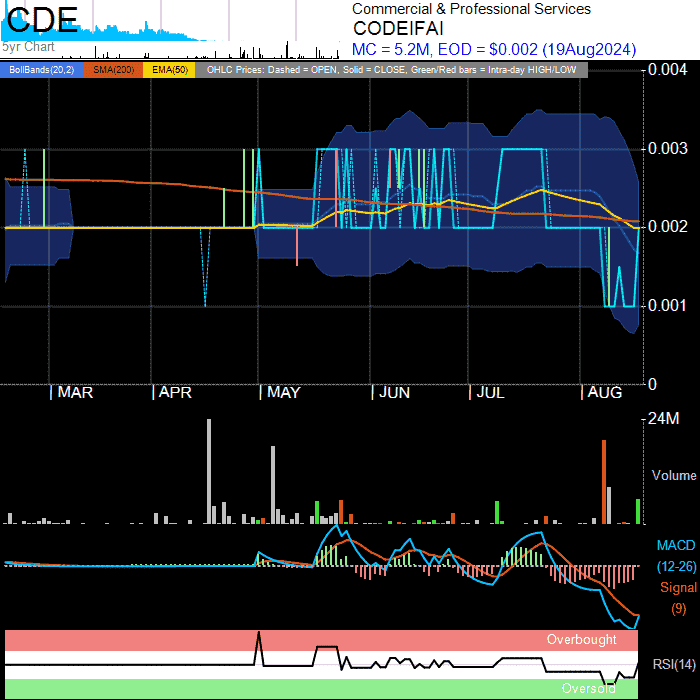 CDE
5yr Chart
Commercial & Professional Services
CODEIFAI
MC = 5.2M, EOD = $0.002 (19Aug2024)
BollBands(20,2) SMA(200) EMA(50) OHLC Prices: Dashed = OPEN, Solid = CLOSE, Green/Red bars = Intra-day HIGH/LOW
0.004
0.003
0.002
0.001
0
MAR APR MAY JUN JUL AUG
24M
Volume
MACD
(12-26)
Signal
(9)
Overbought
RSI(14)
Oversold